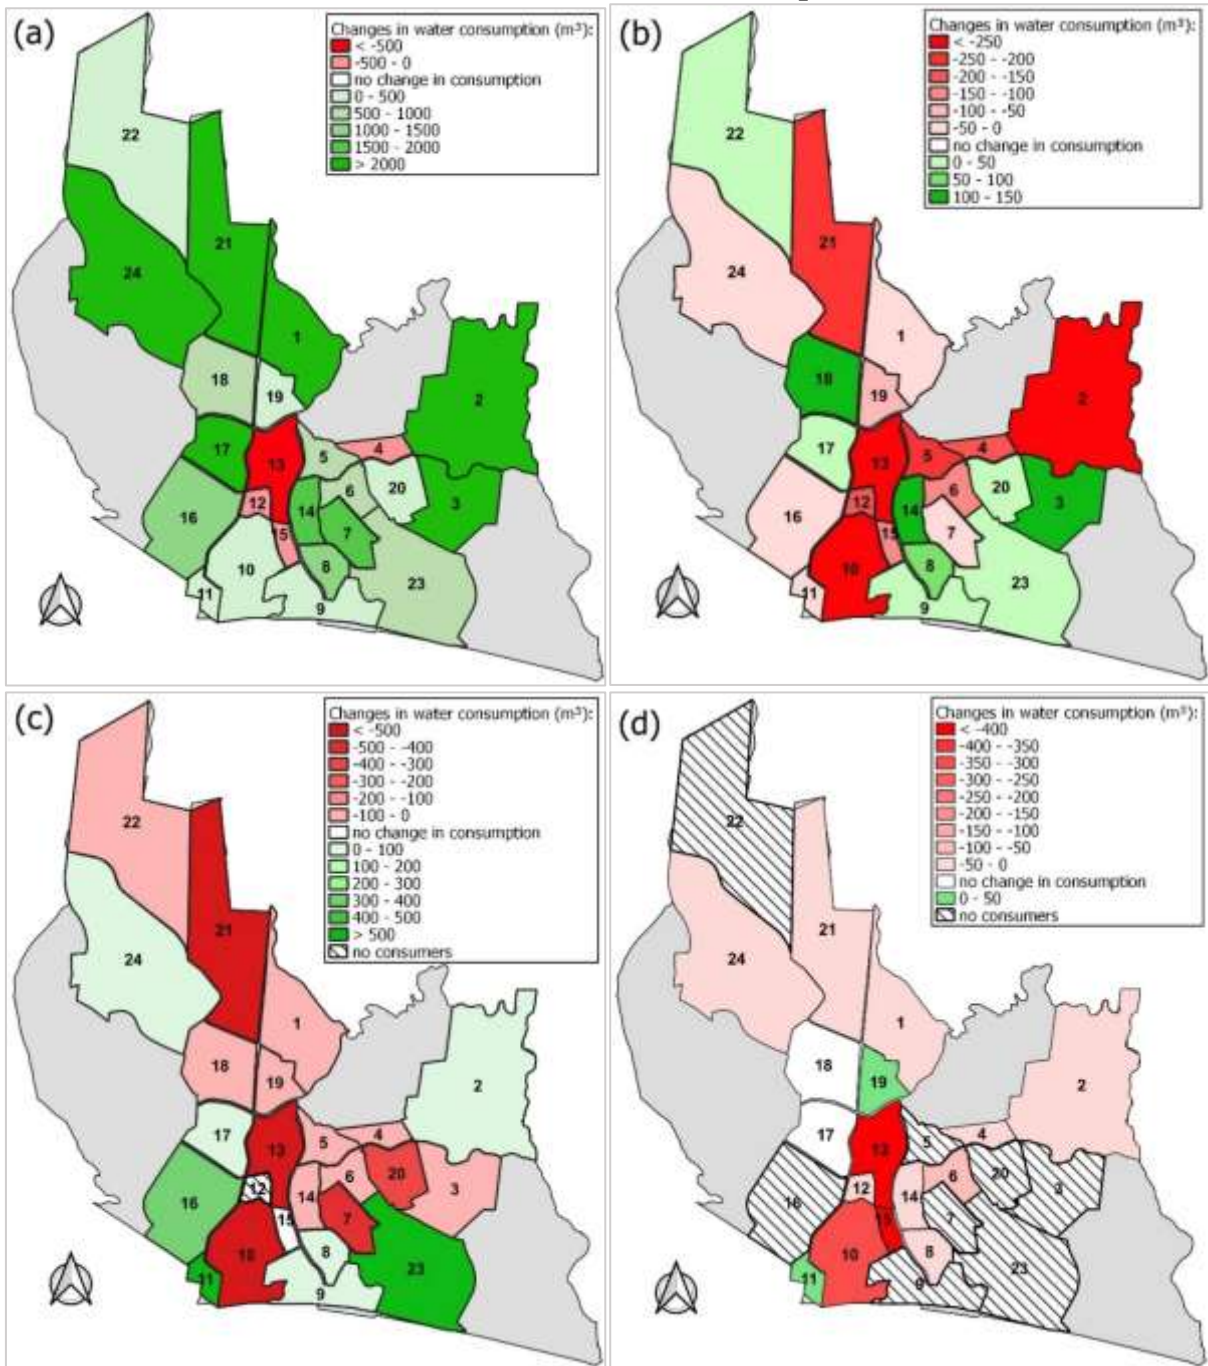 (a)
Changes in water consumption (m³):
< -500
-500 - 0
no change in consumption
0 - 500
500 - 1000
1000 - 1500
1500 - 2000
> 2000
22
21
24
1
18
19
2
17
13
5
4
12
14
6
20
3
16
15
7
10
8
23
11
9
(b)
Changes in water consumption (m³):
< -250
-250 - -200
-200 - -150
-150 - -100
-100 - -50
-50 - 0
no change in consumption
0 - 50
50 - 100
100 - 150
22
21
24
1
18
19
2
17
13
5
4
12
14
6
20
3
16
15
7
10
8
23
11
9
(c)
Changes in water consumption (m³):
< -500
-500 - -400
-400 - -300
-300 - -200
-200 - -100
-100 - 0
no change in consumption
0 - 100
100 - 200
200 - 300
300 - 400
400 - 500
> 500
no consumers
22
21
24
1
18
19
2
17
13
5
4
12
14
6
20
3
16
15
7
10
8
23
11
9
(d)
Changes in water consumption (m³):
< -400
-400 - -350
-350 - -300
-300 - -250
-250 - -200
-200 - -150
-150 - -100
-100 - -50
-50 - 0
no change in consumption
0 - 50
no consumers
22
21
24
1
18
19
2
17
13
5
4
12
14
6
20
3
16
15
7
10
8
23
11
9